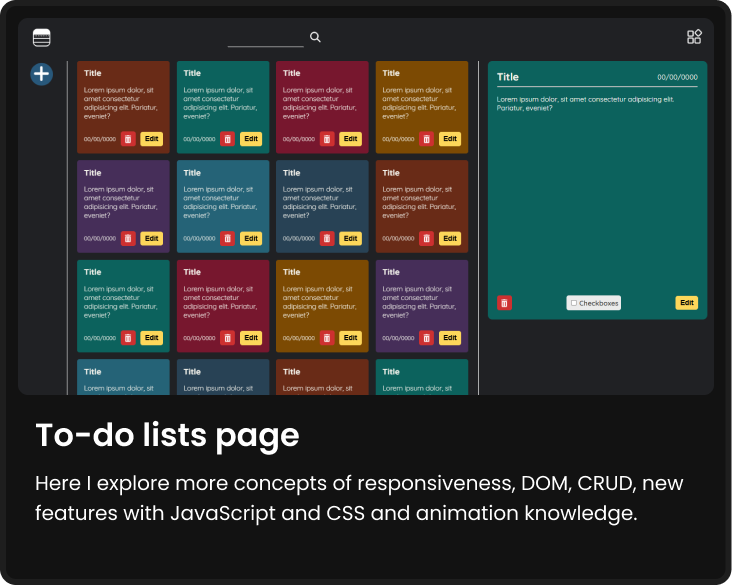 Title
Lorem ipsum dolor, sit
amet consectetur
adipisicing elit. Pariatur,
eveniet?
00/00/0000 Edit
Title
Lorem ipsum dolor, sit
amet consectetur
adipisicing elit. Pariatur,
eveniet?
00/00/0000 Edit
Title
Lorem ipsum dolor, sit
amet consectetur
adipisicing elit. Pariatur,
eveniet?
00/00/0000 Edit
Title
Lorem ipsum dolor, sit
amet consectetur
adipisicing elit. Pariatur,
eveniet?
00/00/0000 Edit
Title
Lorem ipsum dolor, sit
amet consectetur
adipisicing elit. Pariatur,
eveniet?
00/00/0000 Edit
Title
Lorem ipsum dolor, sit
amet consectetur
adipisicing elit. Pariatur,
eveniet?
00/00/0000 Edit
Title
Lorem ipsum dolor, sit
amet consectetur
adipisicing elit. Pariatur,
eveniet?
00/00/0000 Edit
Title
Lorem ipsum dolor, sit
amet consectetur
adipisicing elit. Pariatur,
eveniet?
00/00/0000 Edit
Title
Lorem ipsum dolor, sit
amet consectetur
adipisicing elit. Pariatur,
eveniet?
00/00/0000 Edit
Title
Lorem ipsum dolor, sit
amet consectetur
adipisicing elit. Pariatur,
eveniet?
00/00/0000 Edit
Title
Lorem ipsum dolor, sit
amet consectetur
adipisicing elit. Pariatur,
eveniet?
00/00/0000 Edit
Title
Lorem ipsum dolor, sit
amet consectetur
adipisicing elit. Pariatur,
eveniet?
00/00/0000 Edit
Title
Lorem ipsum dolor, sit
Title
Lorem ipsum dolor, sit
Title
Lorem ipsum dolor, sit
Title
Lorem ipsum dolor, sit
Title 00/00/0000
Lorem ipsum dolor, sit amet consectetur adipisicing elit.
Pariatur, eveniet?
Checkboxes Edit
To-do lists page
Here I explore more concepts of responsiveness, DOM, CRUD, new
features with JavaScript and CSS and animation knowledge.